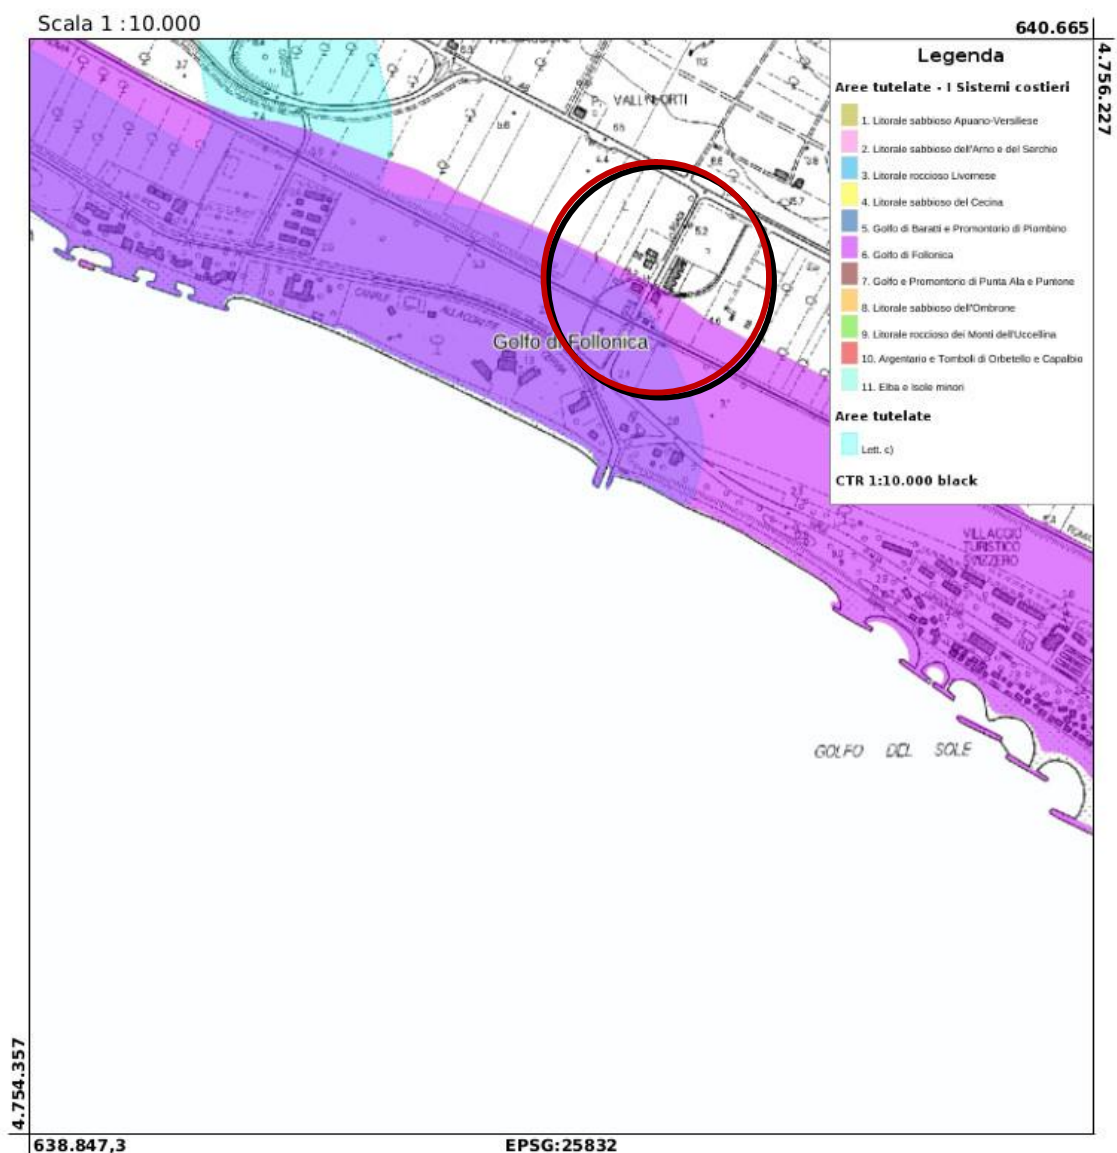 Scala 1 :10.000
640.665
4.756.227
Legenda
Aree tutelate - I Sistemi costieri
1. Litorale sabbioso Apuano-Versiliese
2. Litorale sabbioso dell'Arno e del Serchio
3. Litorale roccioso Livornese
4. Litorale sabbioso del Cecina
5. Golfo di Baratti e Promontorio di Piombino
6. Golfo di Follonica
7. Golfo e Promontorio di Punta Ala e Puntone
8. Litorale sabbioso dell'Ombrone
9. Litorale roccioso dei Monti dell'Uccellina
10. Argentario e Tomboli di Orbetello e Capalbio
11. Elba e Isole minori
Aree tutelate
Lett. c)
CTR 1:10.000 black
Golfo di Follonica
CANALE
VILLAGGIO
TURISTICO
SVIZZERO
GOLFO DEL SOLE
4.754.357
638.847,3
EPSG:25832